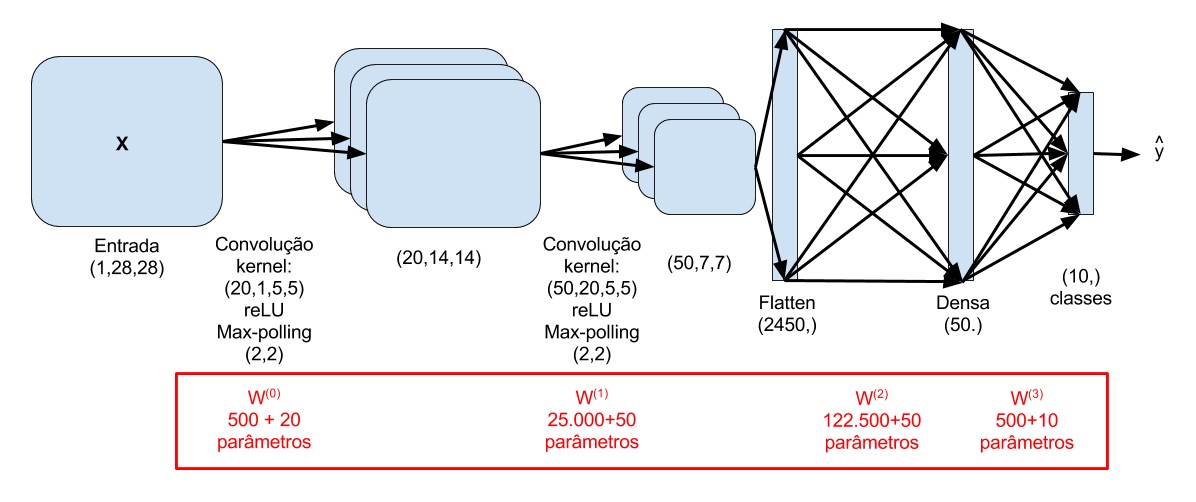 X
Entrada
(1,28,28)
Convolução
kernel:
(20,1,5,5)
reLU
Max-polling
(2,2)
(20,14,14)
Convolução
kernel:
(50,20,5,5)
reLU
Max-polling
(2,2)
(50,7,7)
Flatten
(2450,)
Densa
(50.)
(10,)
classes
ŷ
W(0)
500 + 20
parâmetros
W(1)
25.000+50
parâmetros
W(2)
122.500+50
parâmetros
W(3)
500+10
parâmetros